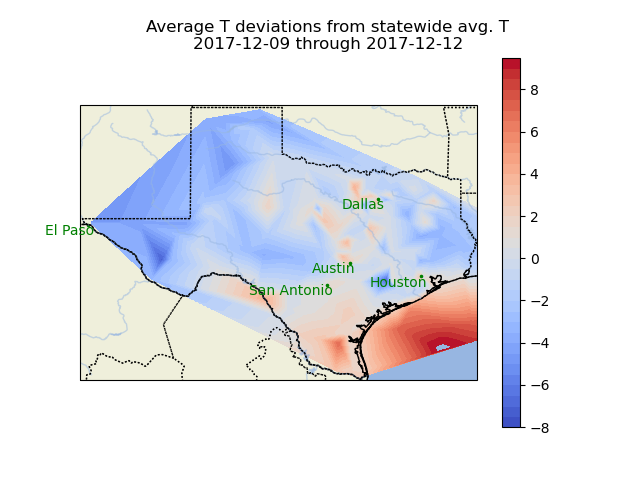 Average T deviations from statewide avg. T
2017-12-09 through 2017-12-12
8
6
4
2
0
−2
−4
−6
−8
Dallas
El Paso
Austin
Houston
San Antonio